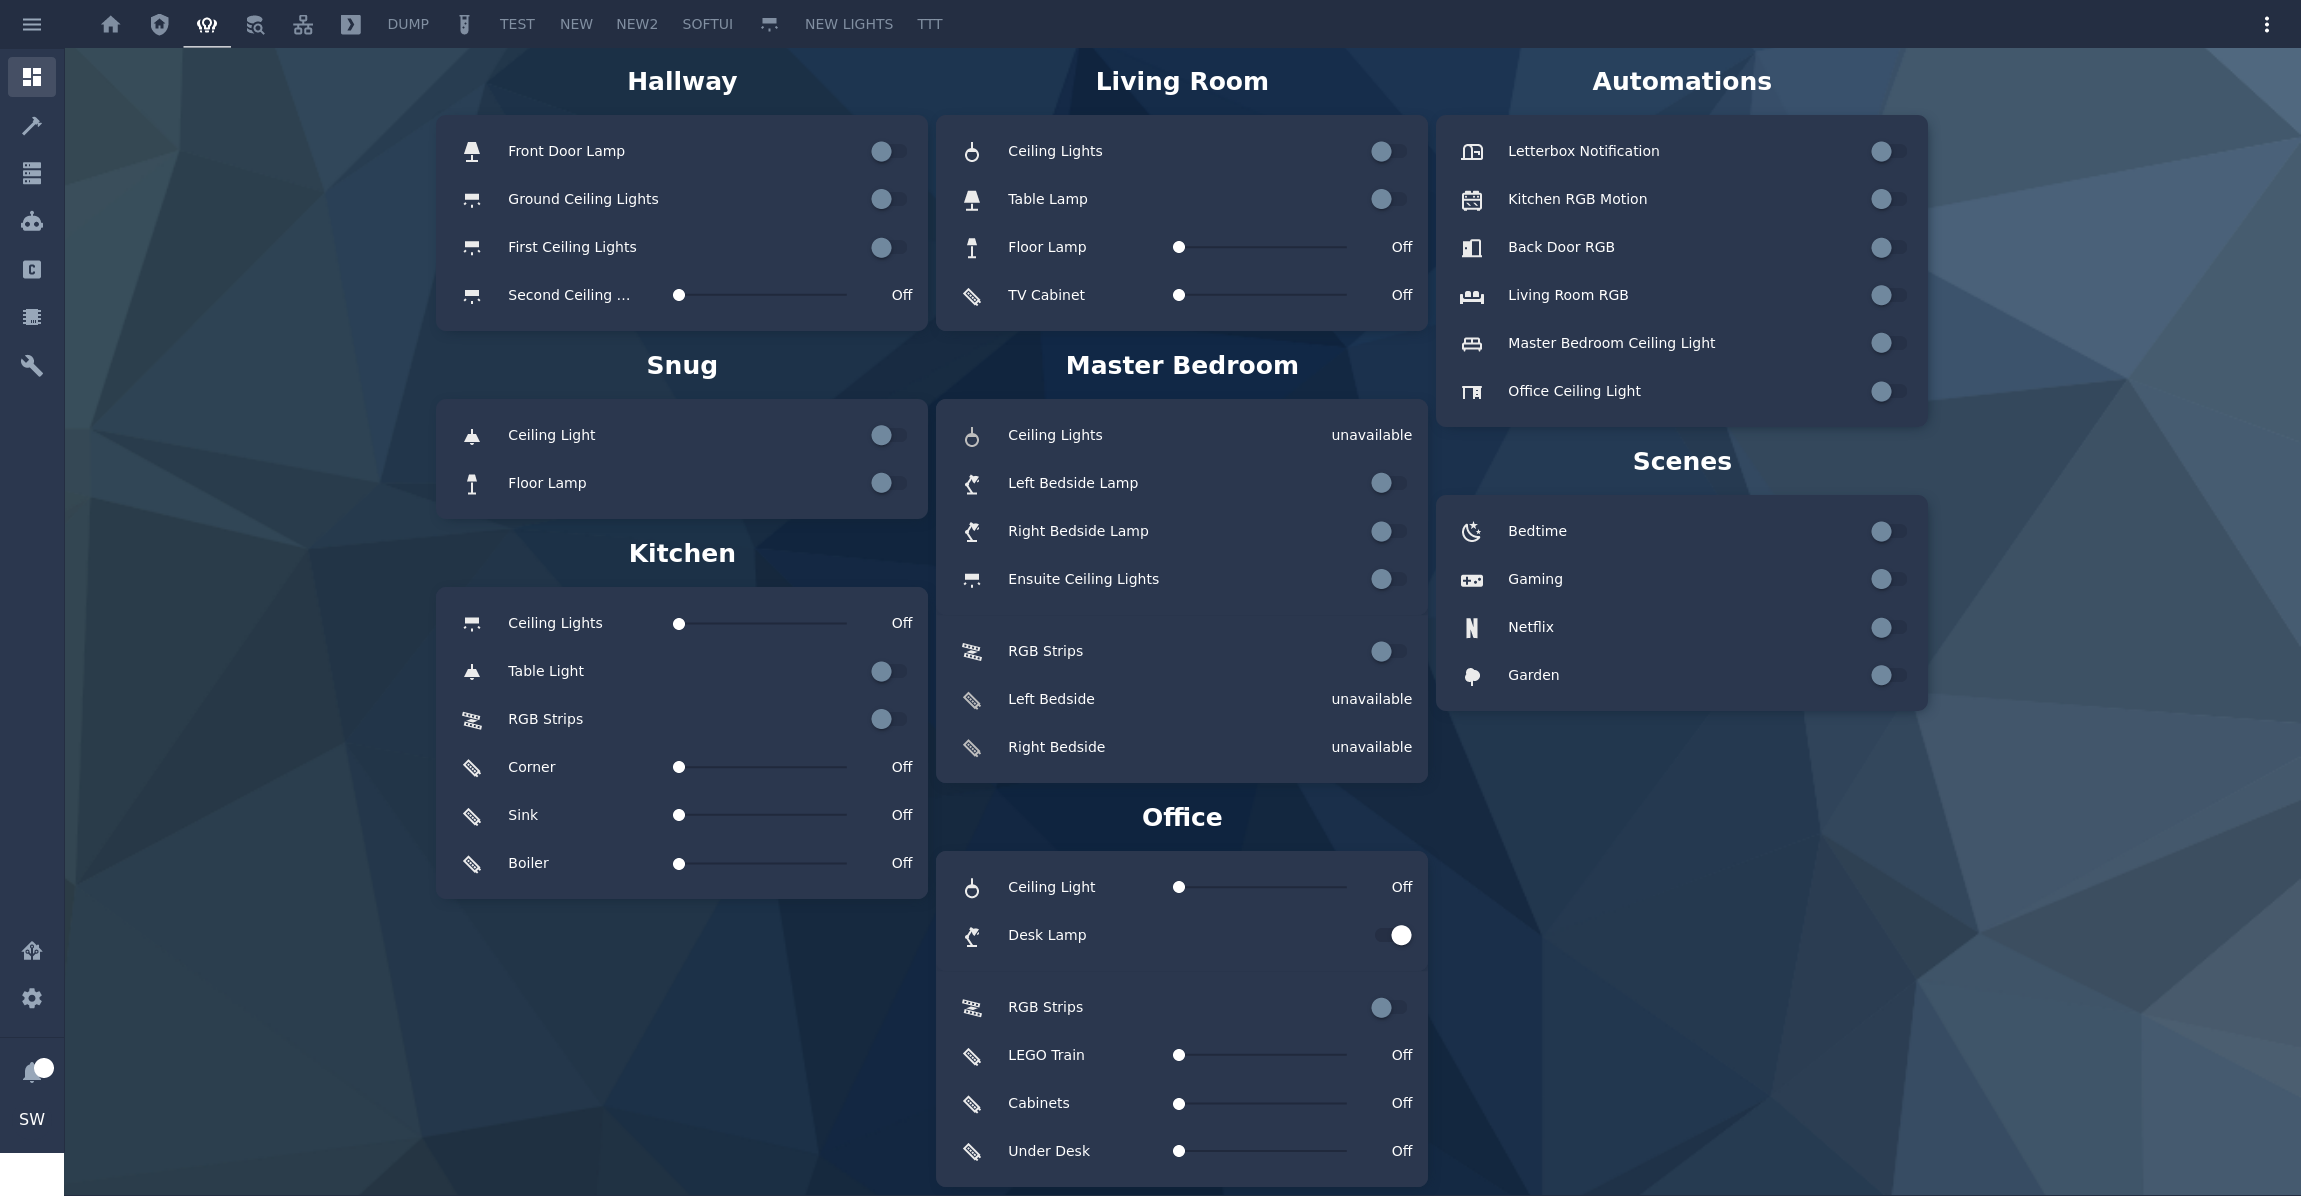 DUMP
TEST
NEW
NEW2
SOFTUI
NEW LIGHTS
TTT
Hallway
Front Door Lamp
Ground Ceiling Lights
First Ceiling Lights
Second Ceiling ... Off
Snug
Ceiling Light
Floor Lamp
Kitchen
Ceiling Lights Off
Table Light
RGB Strips
Corner Off
Sink Off
Boiler Off
Living Room
Ceiling Lights
Table Lamp
Floor Lamp Off
TV Cabinet Off
Master Bedroom
Ceiling Lights unavailable
Left Bedside Lamp
Right Bedside Lamp
Ensuite Ceiling Lights
RGB Strips
Left Bedside unavailable
Right Bedside unavailable
Office
Ceiling Light Off
Desk Lamp
RGB Strips
LEGO Train Off
Cabinets Off
Under Desk Off
Automations
Letterbox Notification
Kitchen RGB Motion
Back Door RGB
Living Room RGB
Master Bedroom Ceiling Light
Office Ceiling Light
Scenes
Bedtime
Gaming
Netflix
Garden
SW